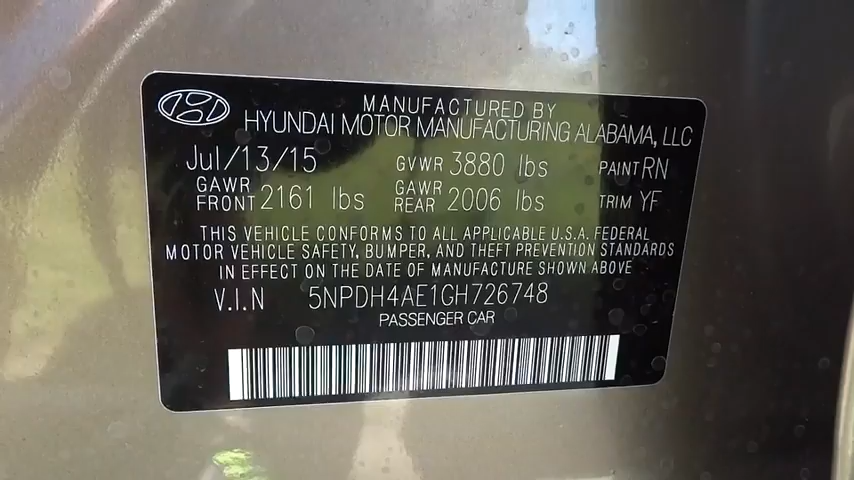 MANUFACTURED BY
HYUNDAI MOTOR MANUFACTURING ALABAMA, LLC
Jul/13/15 GVWR 3880 lbs PAINT RN
GAWR FRONT 2161 lbs GAWR REAR 2006 lbs TRIM YF
THIS VEHICLE CONFORMS TO ALL APPLICABLE U.S.A. FEDERAL
MOTOR VEHICLE SAFETY, BUMPER, AND THEFT PREVENTION STANDARDS
IN EFFECT ON THE DATE OF MANUFACTURE SHOWN ABOVE
V.I.N 5NPDH4AE1GH726748
PASSENGER CAR